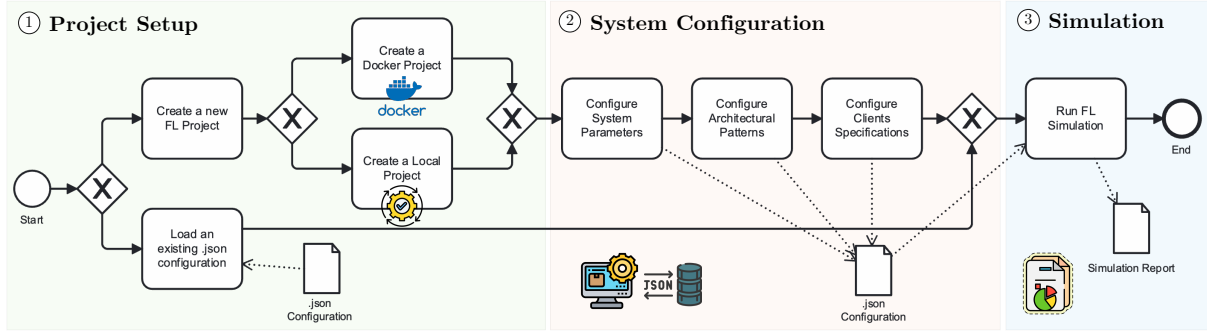 1 Project Setup
2 System Configuration
3 Simulation
Start
X
Create a new
FL Project
X
Create a
Docker Project
docker
Create a Local
Project
X
Load an
existing .json
configuration
.json
Configuration
Configure
System
Parameters
Configure
Architectural
Patterns
Configure
Clients
Specifications
X
JSON
.json
Configuration
Run FL
Simulation
End
Simulation Report